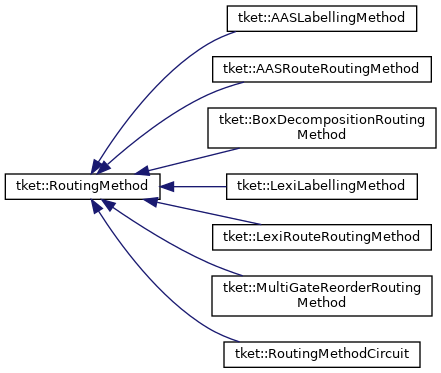 tket::AASLabellingMethod
tket::AASRouteRoutingMethod
tket::BoxDecompositionRouting
Method
tket::RoutingMethod
tket::LexiLabellingMethod
tket::LexiRouteRoutingMethod
tket::MultiGateReorderRouting
Method
tket::RoutingMethodCircuit